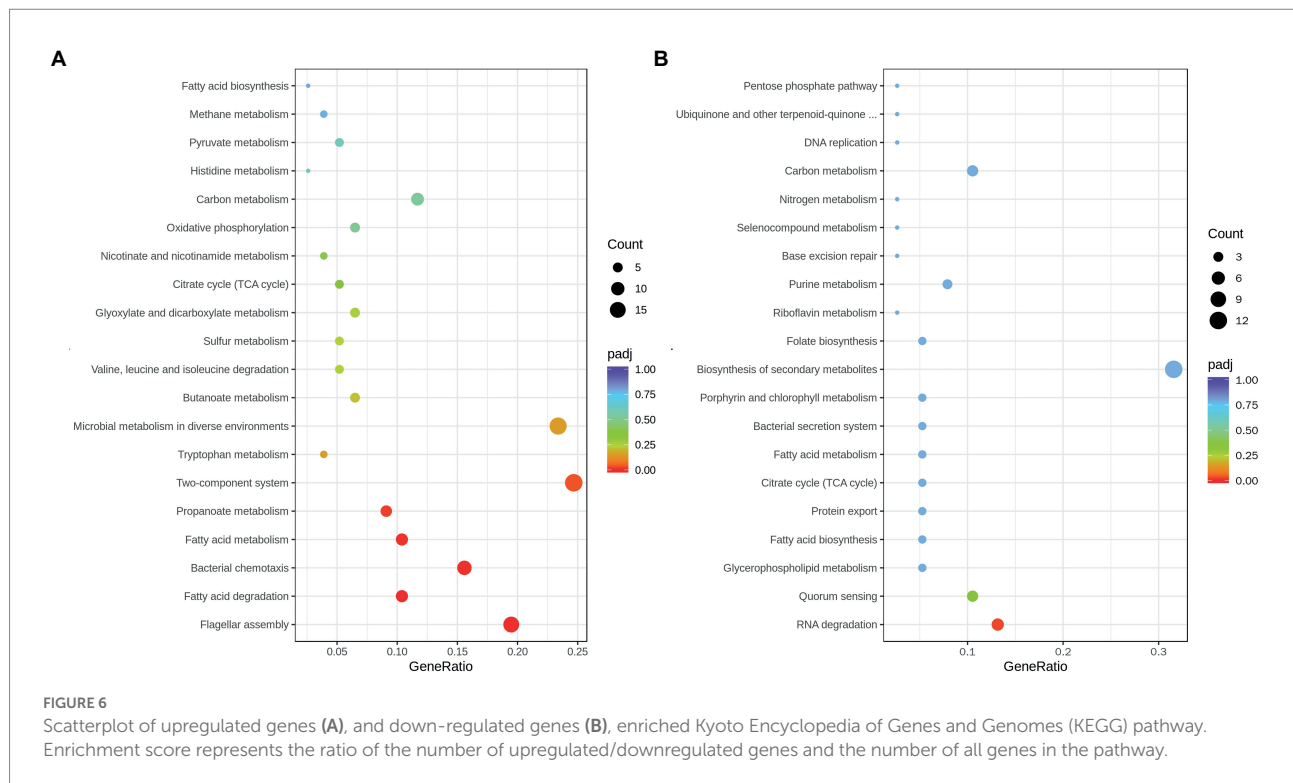 A
Fatty acid biosynthesis
Methane metabolism
Pyruvate metabolism
Histidine metabolism
Carbon metabolism
Oxidative phosphorylation
Nicotinate and nicotinamide metabolism
Citrate cycle (TCA cycle)
Glyoxylate and dicarboxylate metabolism
Sulfur metabolism
Valine, leucine and isoleucine degradation
Butanoate metabolism
Microbial metabolism in diverse environments
Tryptophan metabolism
Two-component system
Propanoate metabolism
Fatty acid metabolism
Bacterial chemotaxis
Fatty acid degradation
Flagellar assembly
0.05 0.10 0.15 0.20 0.25
GeneRatio
Count
5
10
15
padj
1.00
0.75
0.50
0.25
0.00
B
Pentose phosphate pathway
Ubiquinone and other terpenoid-quinone ...
DNA replication
Carbon metabolism
Nitrogen metabolism
Selenocompound metabolism
Base excision repair
Purine metabolism
Riboflavin metabolism
Folate biosynthesis
Biosynthesis of secondary metabolites
Porphyrin and chlorophyll metabolism
Bacterial secretion system
Fatty acid metabolism
Citrate cycle (TCA cycle)
Protein export
Fatty acid biosynthesis
Glycerophospholipid metabolism
Quorum sensing
RNA degradation
0.1 0.2 0.3
GeneRatio
Count
3
6
9
12
padj
1.00
0.75
0.50
0.25
0.00
FIGURE 6
Scatterplot of upregulated genes (A), and down-regulated genes (B), enriched Kyoto Encyclopedia of Genes and Genomes (KEGG) pathway.
Enrichment score represents the ratio of the number of upregulated/downregulated genes and the number of all genes in the pathway.